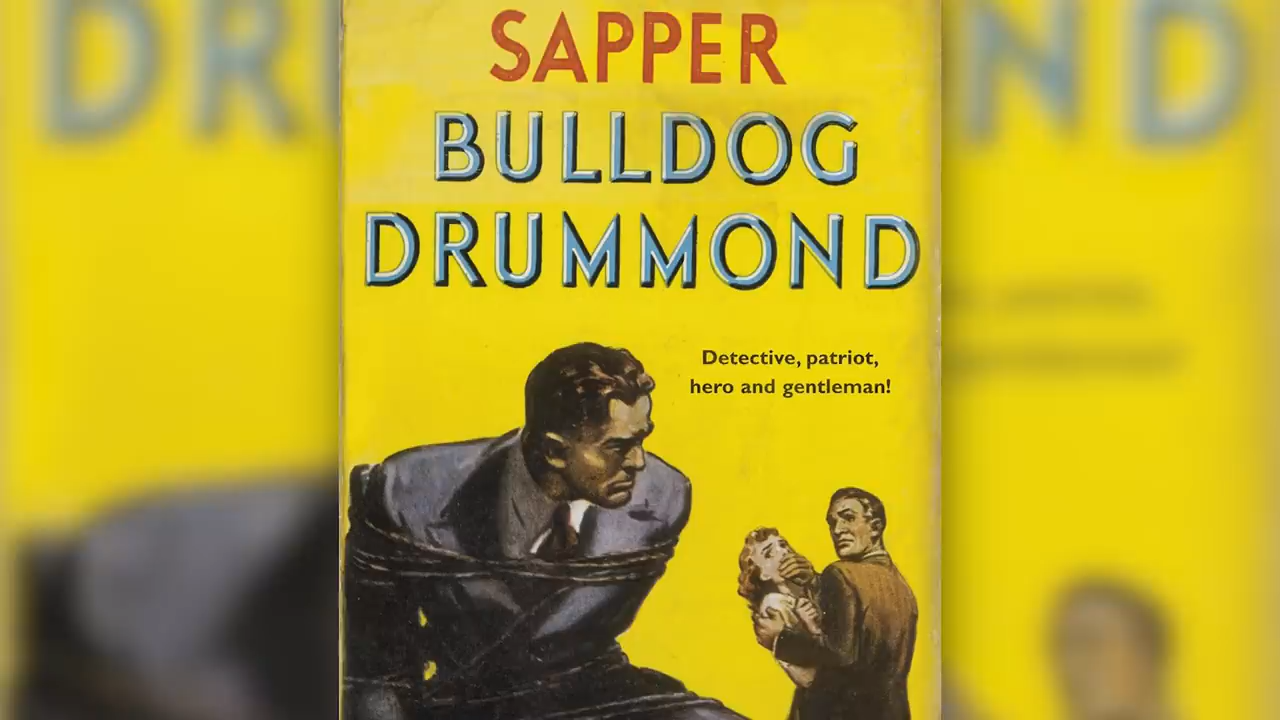 SAPPER
BULLDOG
DRUMMOND
Detective, patriot,
hero and gentleman!